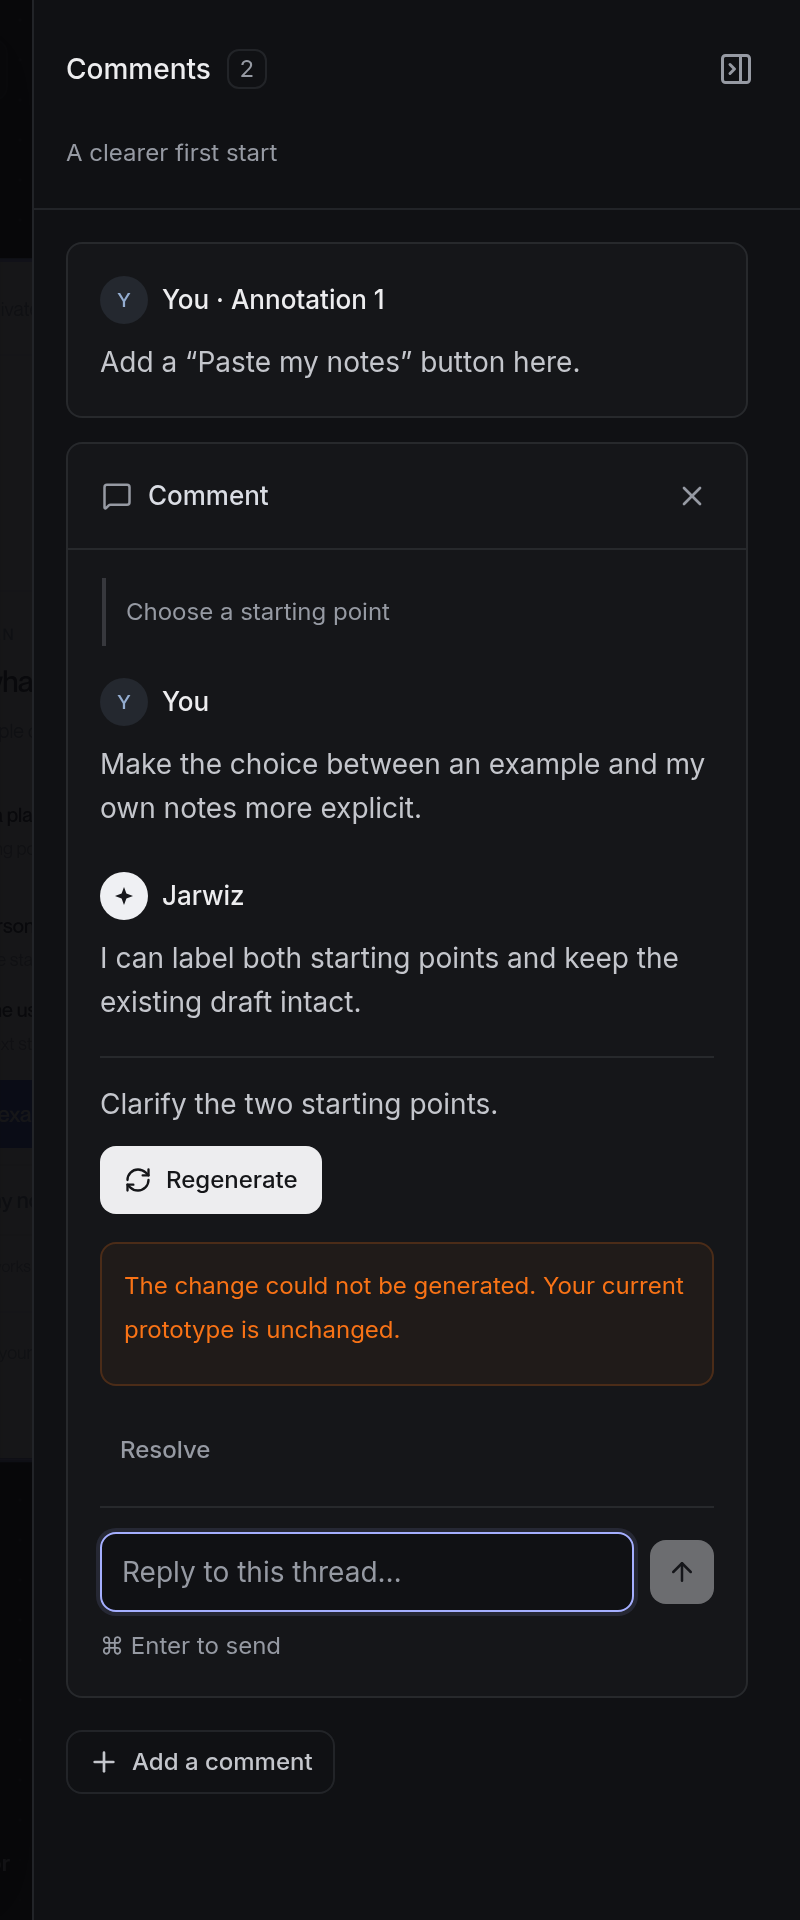 Comments 2
A clearer first start
Y You · Annotation 1
Add a “Paste my notes” button here.
Comment
Choose a starting point
Y You
Make the choice between an example and my
own notes more explicit.
Jarwiz
I can label both starting points and keep the
existing draft intact.
Clarify the two starting points.
Regenerate
The change could not be generated. Your current
prototype is unchanged.
Resolve
Reply to this thread...
⌘ Enter to send
Add a comment